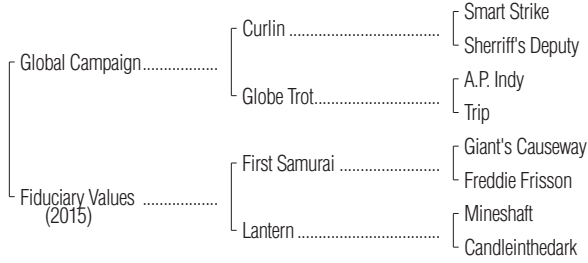 Smart Strike
Curlin ..................
Sherriff's Deputy
Global Campaign..................
A.P. Indy
Globe Trot..................
Trip
Giant's Causeway
First Samurai ..................
Freddie Frisson
Fiduciary Values ..................
(2015)
Mineshaft
Lantern ..................
Candleinthedark